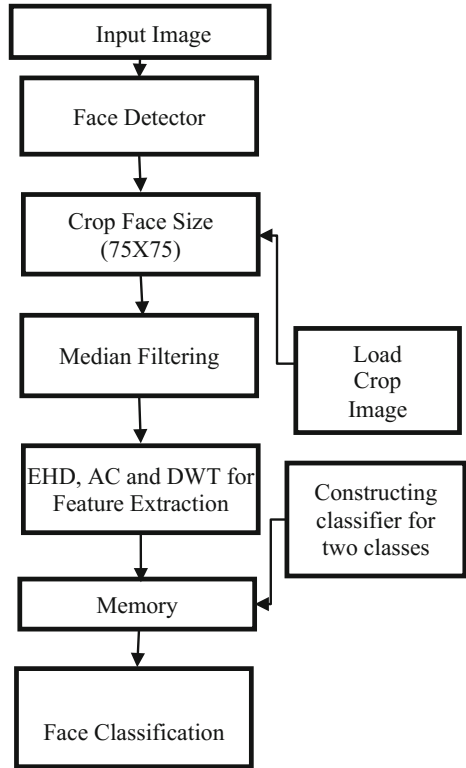 Input Image
Face Detector
Crop Face Size
(75X75)
Median Filtering
Load
Crop
Image
EHD, AC and DWT for
Feature Extraction
Constructing
classifier for
two classes
Memory
Face Classification